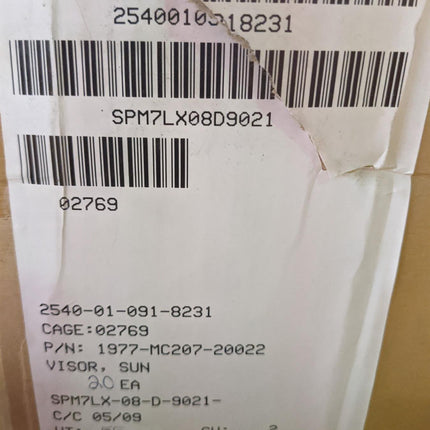 2540010918231
SPM7LX08D9021
02769
2540-01-091-8231
CAGE:02769
P/N: 1977-MC207-20022
VISOR, SUN
20 EA
SPM7LX-08-D-9021-
C/C 05/09